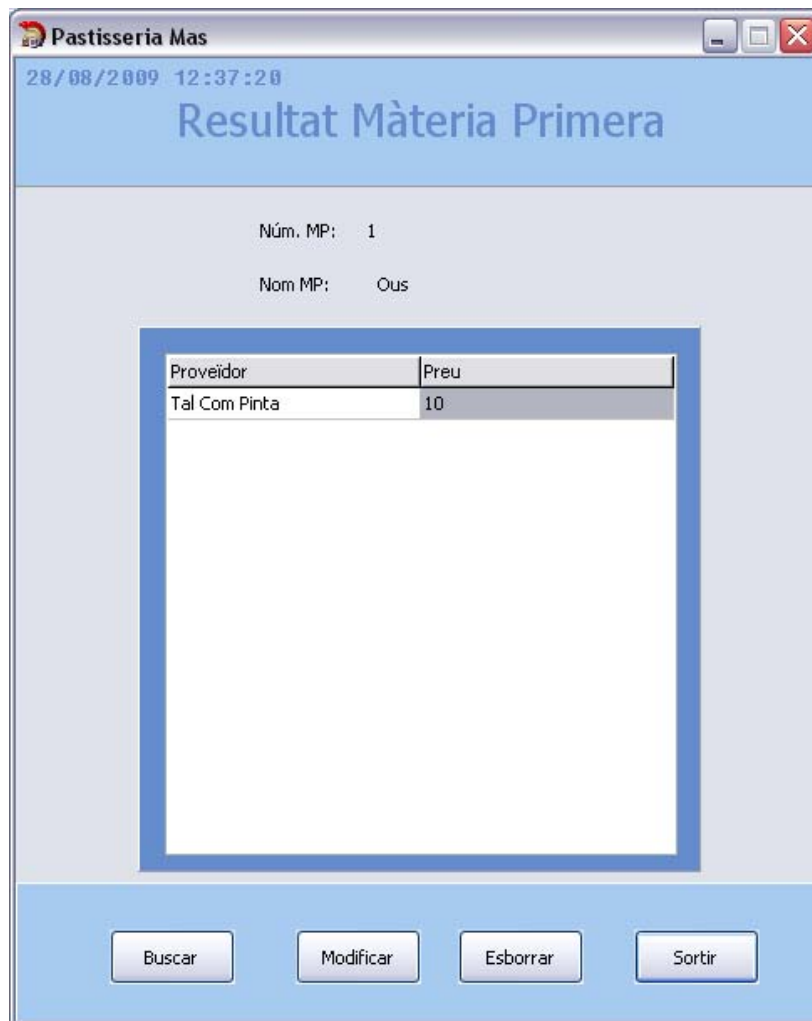 Pastisseria Mas
28/08/2009 12:37:20
Resultat Màteria Primera
Núm. MP: 1
Nom MP: Ous
Proveïdor Preu
Tal Com Pinta 10
Buscar Modificar Esborrar Sortir